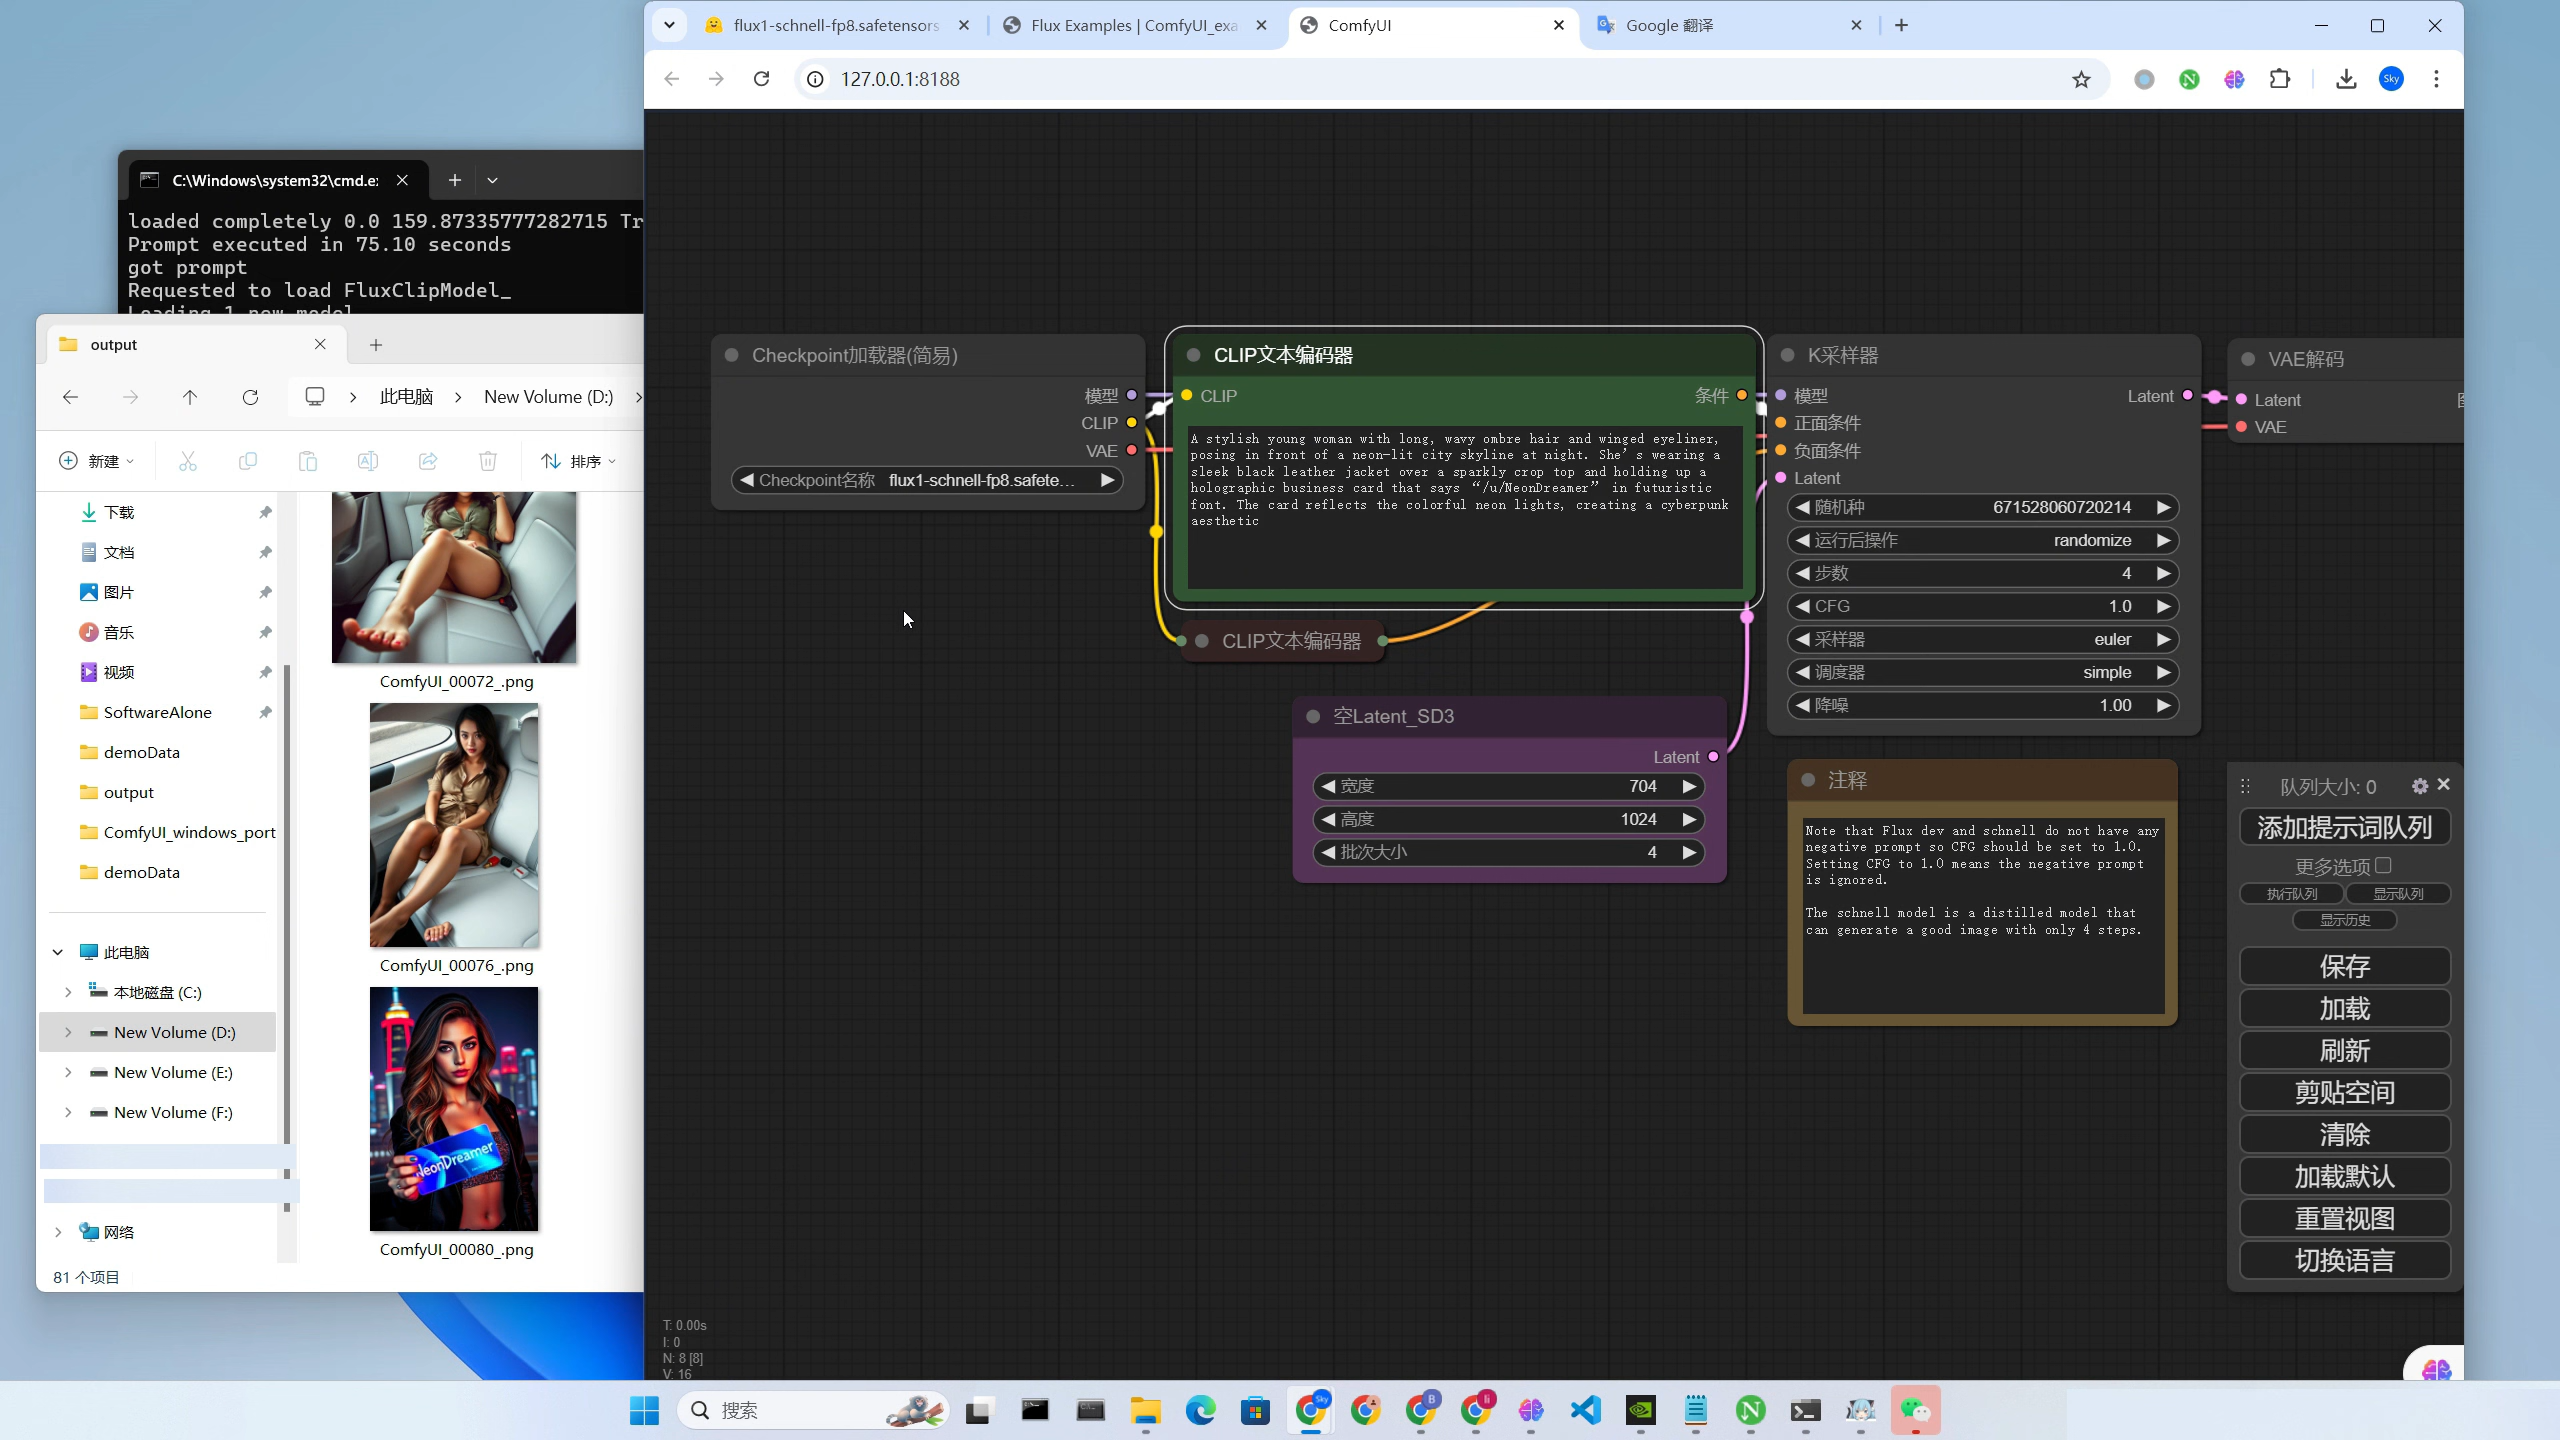 flux1-schnell-fp8.safetensors
Flux Examples | ComfyUI_exa
ComfyUI
Google 翻译
127.0.0.1:8188
Sky
C:\Windows\system32\cmd.e
loaded completely 0.0 159.87335777282715 Tr
Prompt executed in 75.10 seconds
got prompt
Requested to load FluxClipModel_
Loading 1 new model
output
此电脑
New Volume (D:)
新建
排序
下载
文档
图片
音乐
视频
SoftwareAlone
demoData
output
ComfyUI_windows_port
demoData
此电脑
本地磁盘 (C:)
New Volume (D:)
New Volume (E:)
New Volume (F:)
网络
81 个项目
ComfyUI_00072_.png
ComfyUI_00076_.png
NeonDreamer
ComfyUI_00080_.png
Checkpoint加载器(简易)
模型
CLIP
VAE
Checkpoint名称 flux1-schnell-fp8.safete...
CLIP文本编码器
CLIP 条件
A stylish young woman with long, wavy ombre hair and winged eyeliner,
posing in front of a neon-lit city skyline at night. She’s wearing a
sleek black leather jacket over a sparkly crop top and holding up a
holographic business card that says “/u/NeonDreamer” in futuristic
font. The card reflects the colorful neon lights, creating a cyberpunk
aesthetic
CLIP文本编码器
空Latent_SD3
Latent
宽度 704
高度 1024
批次大小 4
K采样器
模型 Latent
正面条件
负面条件
Latent
随机种 671528060720214
运行后操作 randomize
步数 4
CFG 1.0
采样器 euler
调度器 simple
降噪 1.00
VAE解码
Latent
VAE
注释
Note that Flux dev and schnell do not have any
negative prompt so CFG should be set to 1.0.
Setting CFG to 1.0 means the negative prompt
is ignored.
The schnell model is a distilled model that
can generate a good image with only 4 steps.
队列大小: 0
添加提示词队列
更多选项
执行队列 显示队列
显示历史
保存
加载
刷新
剪贴空间
清除
加载默认
重置视图
切换语言
T: 0.00s
I: 0
N: 8 [8]
V: 16
搜索
Sky
B
li